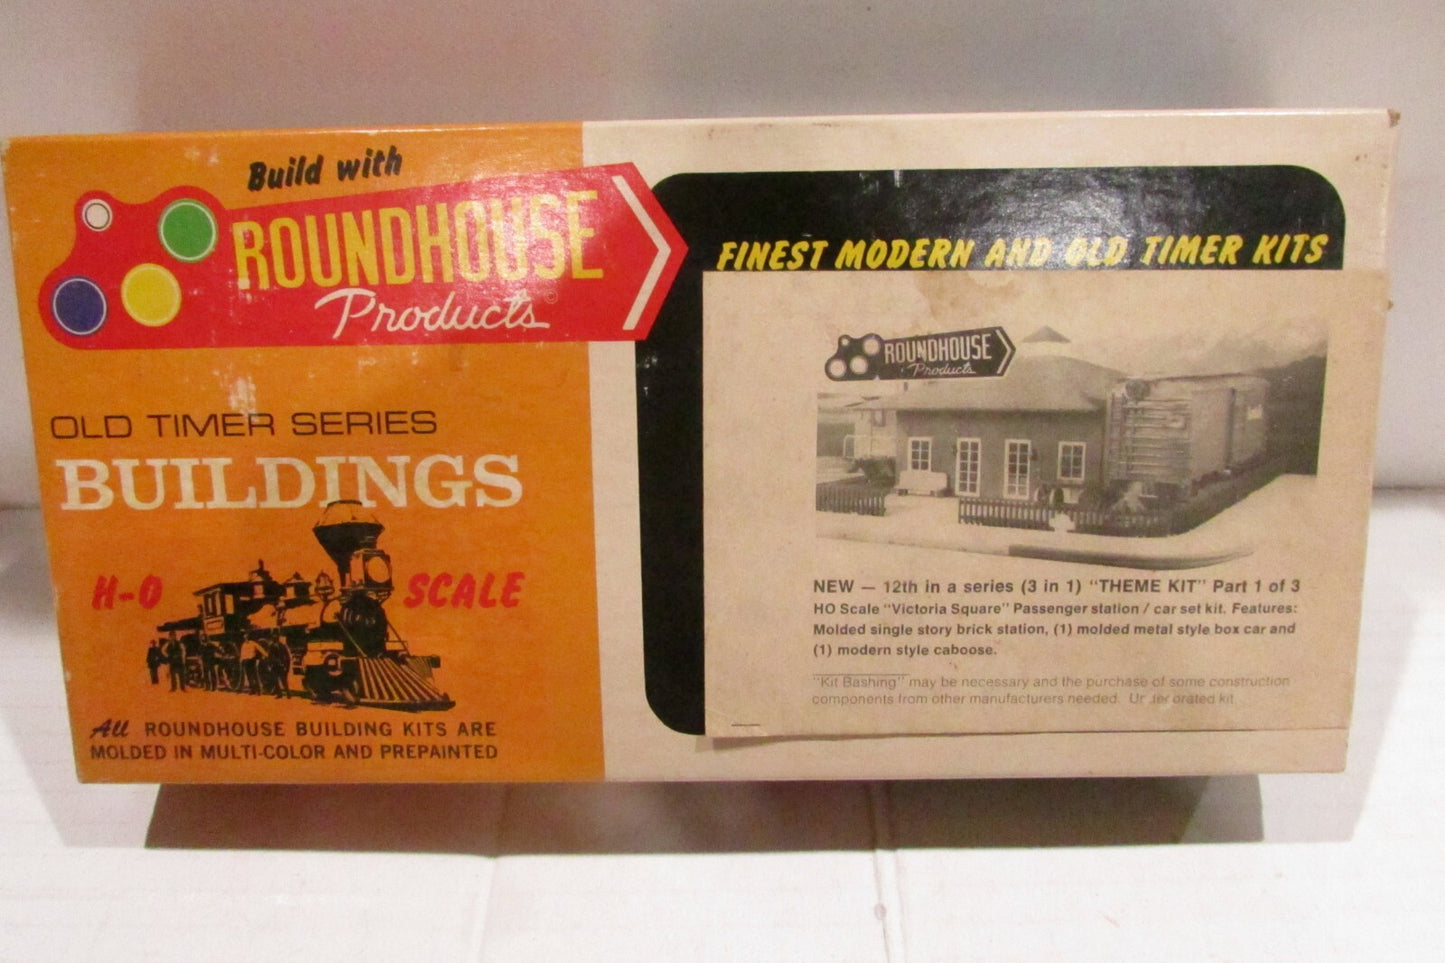 Build with
ROUNDHOUSE
Products ©
OLD TIMER SERIES
BUILDINGS
H-O SCALE
All ROUNDHOUSE BUILDING KITS ARE
MOLDED IN MULTI-COLOR AND PREPAINTED
FINEST MODERN AND OLD TIMER KITS
ROUNDHOUSE
Products
NEW — 12th in a series (3 in 1) "THEME KIT" Part 1 of 3
HO Scale "Victoria Square" Passenger station / car set kit. Features:
Molded single story brick station, (1) molded metal style box car and
(1) modern style caboose.
"Kit Bashing" may be necessary and the purchase of some construction
components from other manufacturers needed. Undecorated kit.